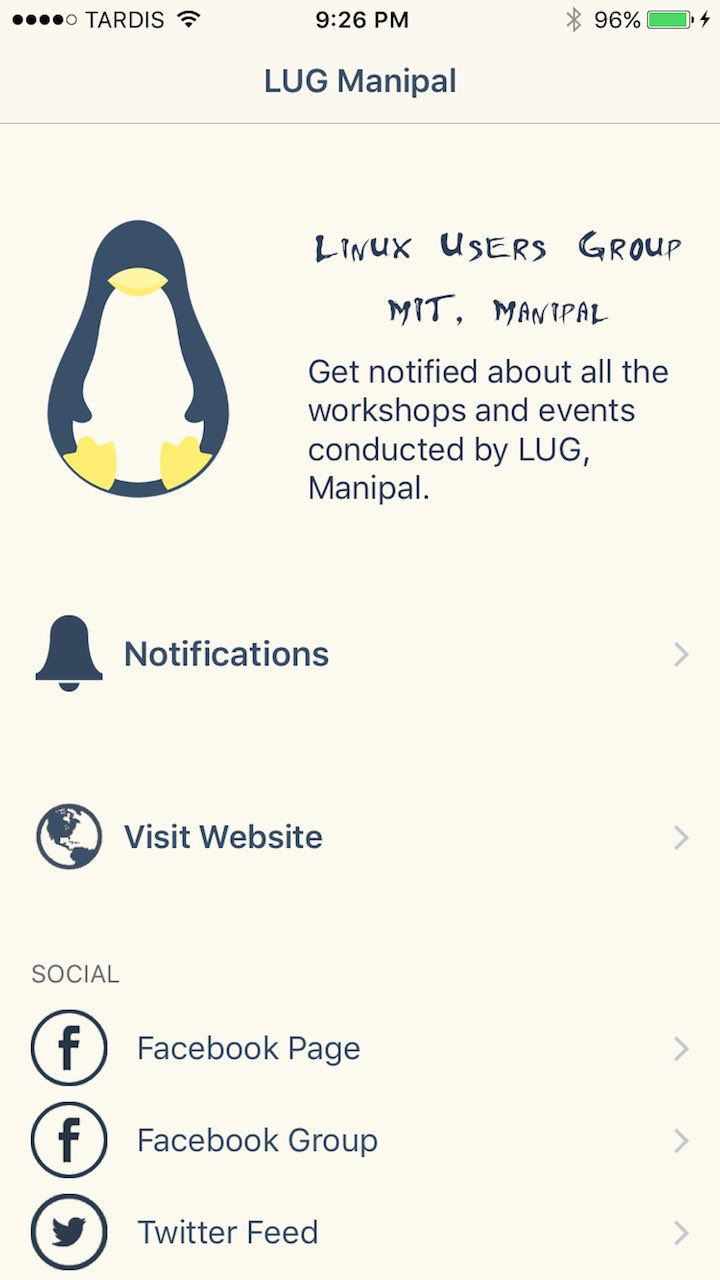 TARDIS 9:26 PM 96%
LUG Manipal
Linux Users Group
MIT, Manipal
Get notified about all the
workshops and events
conducted by LUG,
Manipal.
Notifications
Visit Website
SOCIAL
Facebook Page
Facebook Group
Twitter Feed